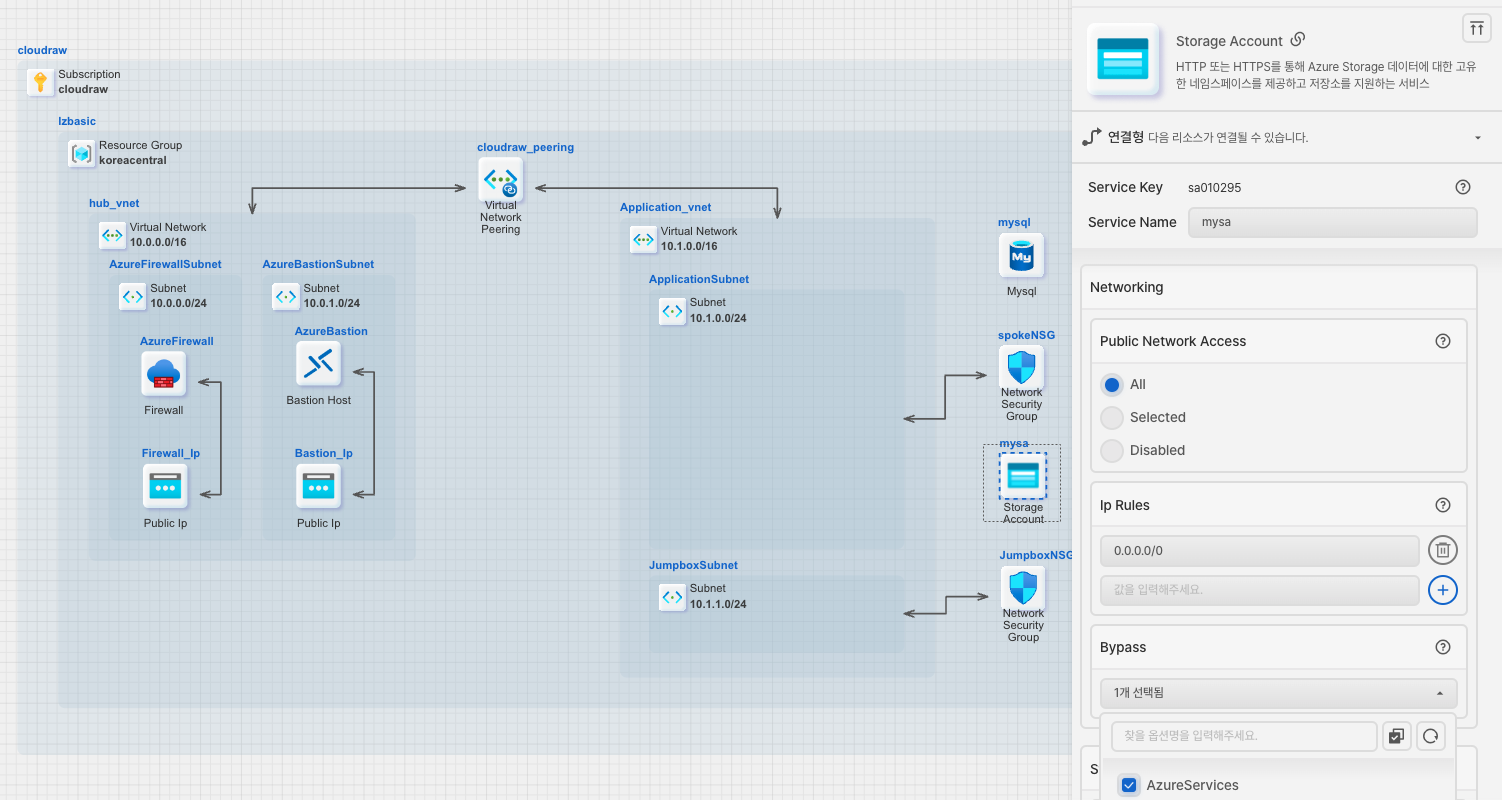 cloudraw
Subscription
cloudraw
lzbasic
Resource Group
koreacentral
hub_vnet
Virtual Network
10.0.0.0/16
AzureFirewallSubnet
Subnet
10.0.0.0/24
AzureFirewall
Firewall
Firewall_Ip
Public Ip
AzureBastionSubnet
Subnet
10.0.1.0/24
AzureBastion
Bastion Host
Bastion_Ip
Public Ip
cloudraw_peering
Virtual
Network
Peering
Application_vnet
Virtual Network
10.1.0.0/16
ApplicationSubnet
Subnet
10.1.0.0/24
JumpboxSubnet
Subnet
10.1.1.0/24
mysql
My
Mysql
spokeNSG
Network
Security
Group
mysa
Storage
Account
JumpboxNSG
Network
Security
Group
Storage Account
HTTP 또는 HTTPS를 통해 Azure Storage 데이터에 대한 고유
한 네임스페이스를 제공하고 저장소를 지원하는 서비스
연결형 다음 리소스가 연결될 수 있습니다.
Service Key sa010295
Service Name mysa
Networking
Public Network Access
All
Selected
Disabled
Ip Rules
0.0.0.0/0
값을 입력해주세요.
Bypass
1개 선택됨
찾을 옵션명을 입력해주세요.
S
AzureServices